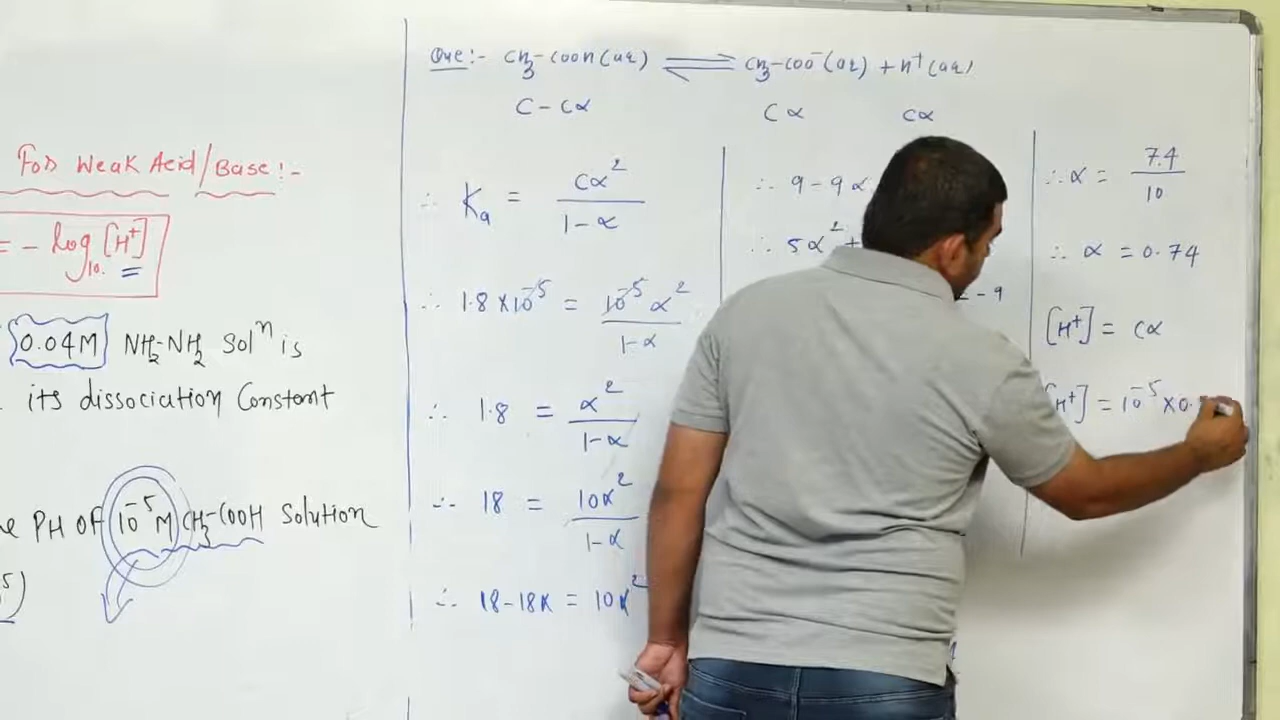 For Weak Acid/Base:-
= - log₁₀ [H⁺]
0.04M NH₂-NH₂ Solⁿ is
its dissociation Constant
PH OF 10⁻⁵M CH₃-COOH Solution
Que:- CH₃-COOH(aq) ⇌ CH₃-COO⁻(aq) + H⁺(aq)
C - Cα Cα Cα
∴ Kₐ = Cα² / 1-α
∴ 1.8 × 10⁻⁵ = 10⁻⁵ α² / 1-α
∴ 1.8 = α² / 1-α
∴ 18 = 10α² / 1-α
∴ 18-18α = 10α²
∴ 9 - 9α
∴ 5α² +
- 9
∴ α = 7.4 / 10
∴ α = 0.74
[H⁺] = Cα
[H⁺] = 10⁻⁵ × 0.